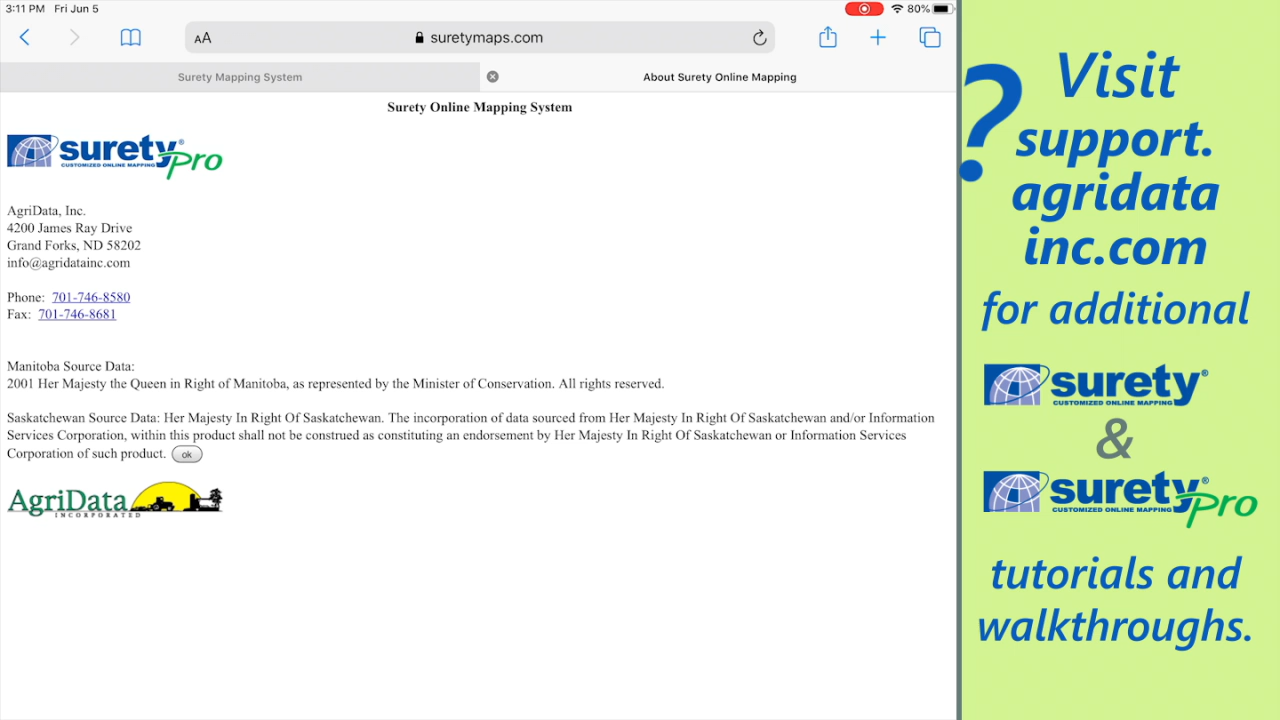 3:11 PM Fri Jun 5
80%
AA
suretymaps.com
Surety Mapping System
About Surety Online Mapping
Surety Online Mapping System
surety®
CUSTOMIZED ONLINE MAPPING
pro
AgriData, Inc.
4200 James Ray Drive
Grand Forks, ND 58202
info@agridatainc.com
Phone: 701-746-8580
Fax: 701-746-8681
Manitoba Source Data:
2001 Her Majesty the Queen in Right of Manitoba, as represented by the Minister of Conservation. All rights reserved.
Saskatchewan Source Data: Her Majesty In Right Of Saskatchewan. The incorporation of data sourced from Her Majesty In Right Of Saskatchewan and/or Information
Services Corporation, within this product shall not be construed as constituting an endorsement by Her Majesty In Right Of Saskatchewan or Information Services
Corporation of such product. ok
AgriData
INCORPORATED
?
Visit
support.
agridata
inc.com
for additional
surety®
CUSTOMIZED ONLINE MAPPING
&
surety®
CUSTOMIZED ONLINE MAPPING
pro
tutorials and
walkthroughs.